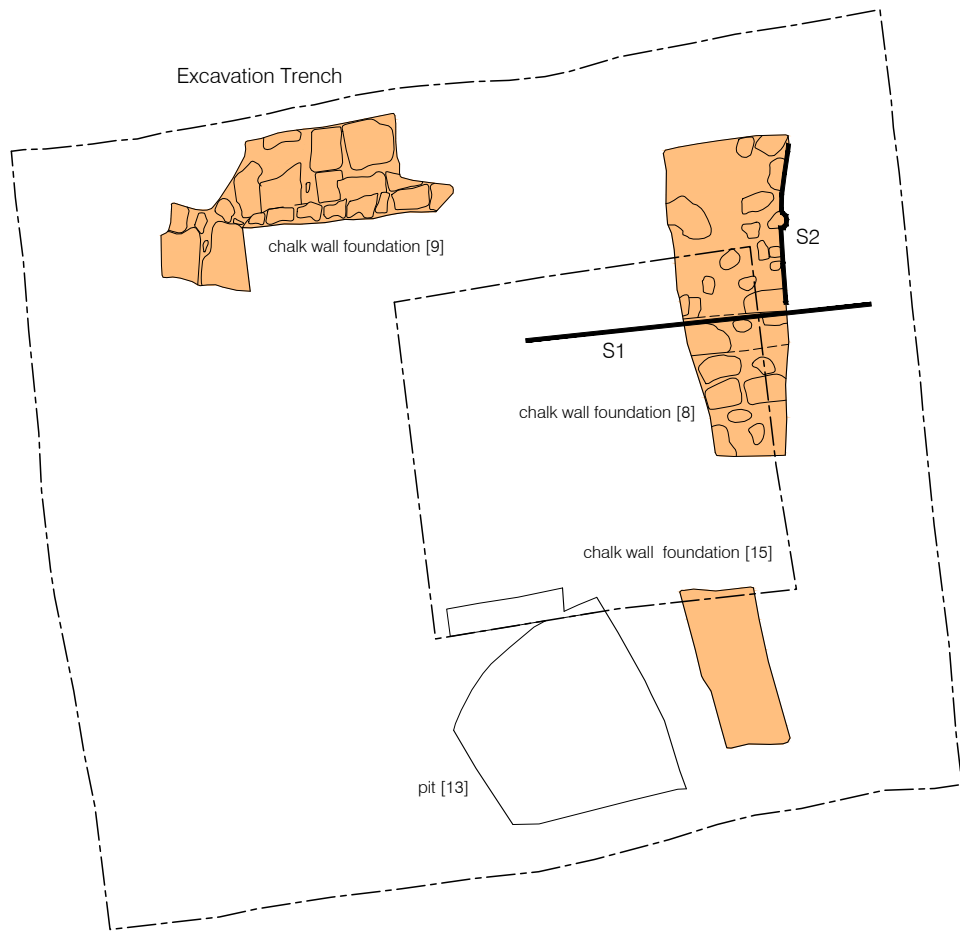 Excavation Trench
chalk wall foundation [9]
S2
S1
chalk wall foundation [8]
chalk wall foundation [15]
pit [13]